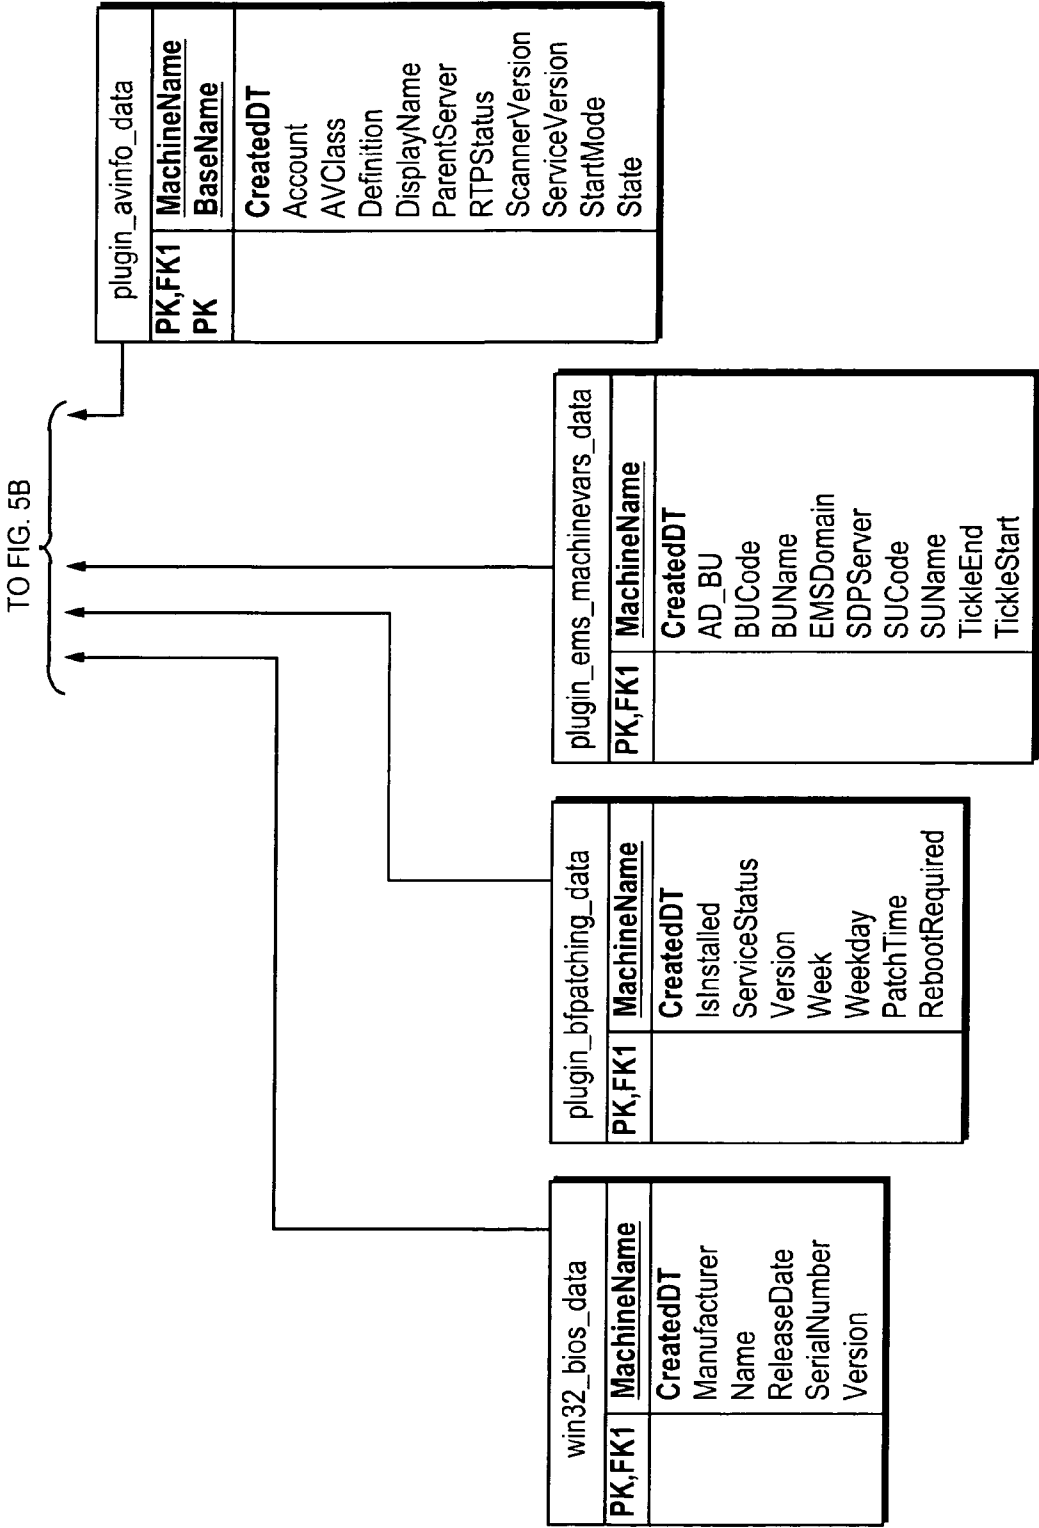 TO FIG. 5B
win32_bios_data
PK,FK1 MachineName
CreatedDT
Manufacturer
Name
ReleaseDate
SerialNumber
Version
plugin_bfpatching_data
PK,FK1 MachineName
CreatedDT
IsInstalled
ServiceStatus
Version
Week
Weekday
PatchTime
RebootRequired
plugin_ems_machinevars_data
PK,FK1 MachineName
CreatedDT
AD_BU
BUCode
BUName
EMSDomain
SDPServer
SUCode
SUName
TickleEnd
TickleStart
plugin_avinfo_data
PK,FK1 MachineName
PK BaseName
CreatedDT
Account
AVClass
Definition
DisplayName
ParentServer
RTPStatus
ScannerVersion
ServiceVersion
StartMode
State